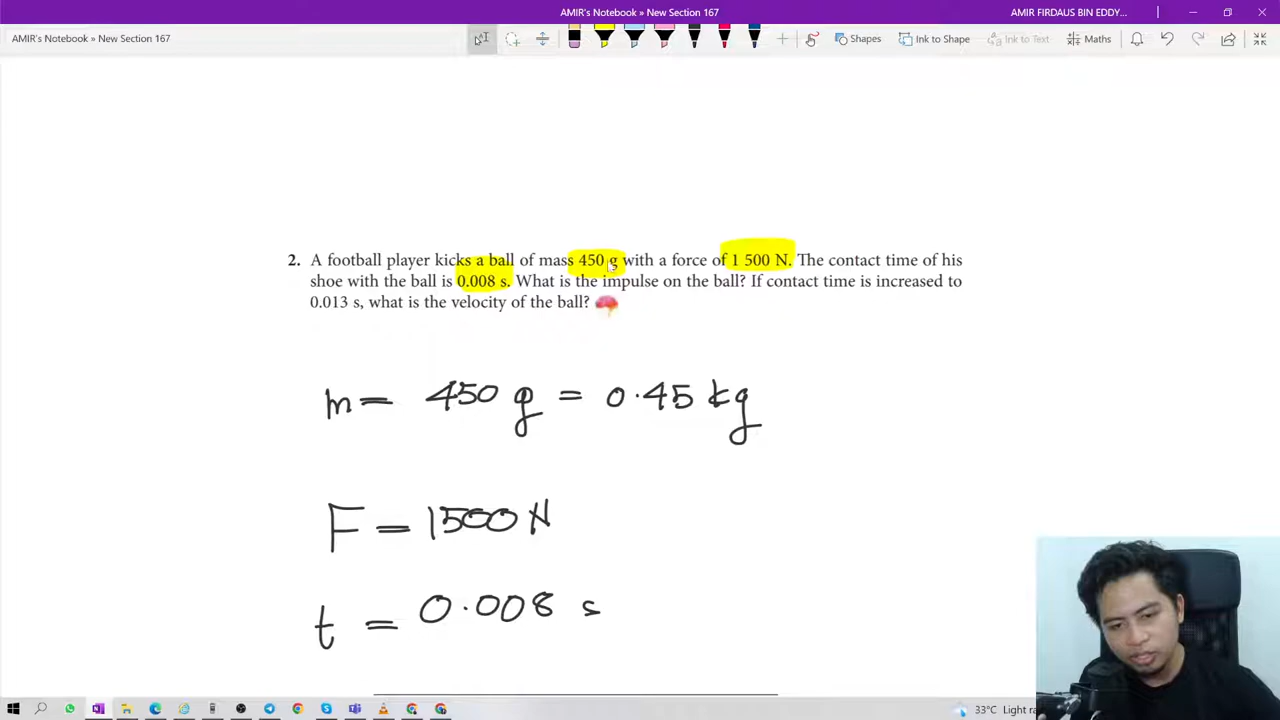 AMIR's Notebook » New Section 167
AMIR FIRDAUS BIN EDDY...
AMIR's Notebook » New Section 167
Shapes
Ink to Shape
Ink to Text
Maths
2. A football player kicks a ball of mass 450 g with a force of 1 500 N. The contact time of his
shoe with the ball is 0.008 s. What is the impulse on the ball? If contact time is increased to
0.013 s, what is the velocity of the ball?
m = 450 g = 0.45 kg
F = 1500 N
t = 0.008 s
33°C Light ra